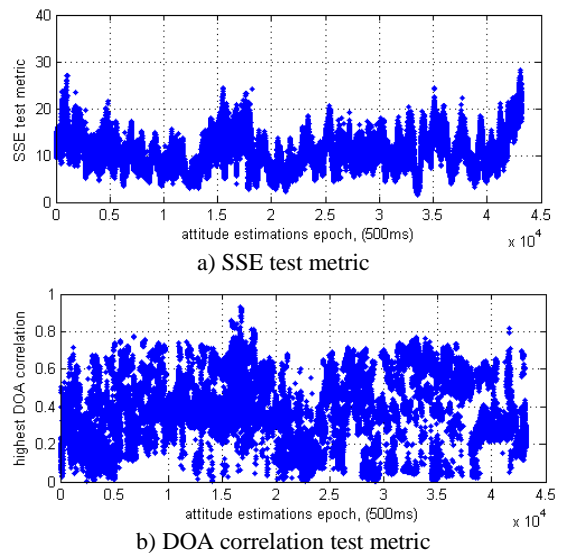 40
30
20
10
0
SSE test metric
0 0.5 1 1.5 2 2.5 3 3.5 4 4.5
attitude estimations epoch, (500ms)
x 10^4
a) SSE test metric
1
0.8
0.6
0.4
0.2
0
highest DOA correlation
0 0.5 1 1.5 2 2.5 3 3.5 4 4.5
attitude estimations epoch, (500ms)
x 10^4
b) DOA correlation test metric